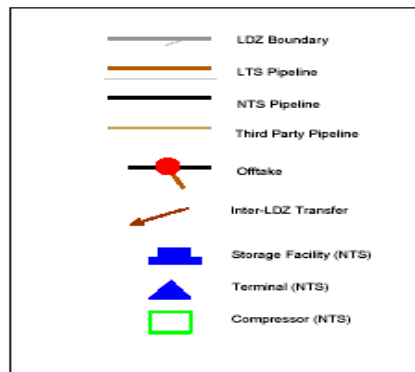 LDZ Boundary
LTS Pipeline
NTS Pipeline
Third Party Pipeline
Offtake
Inter-LDZ Transfer
Storage Facility (NTS)
Terminal (NTS)
Compressor (NTS)